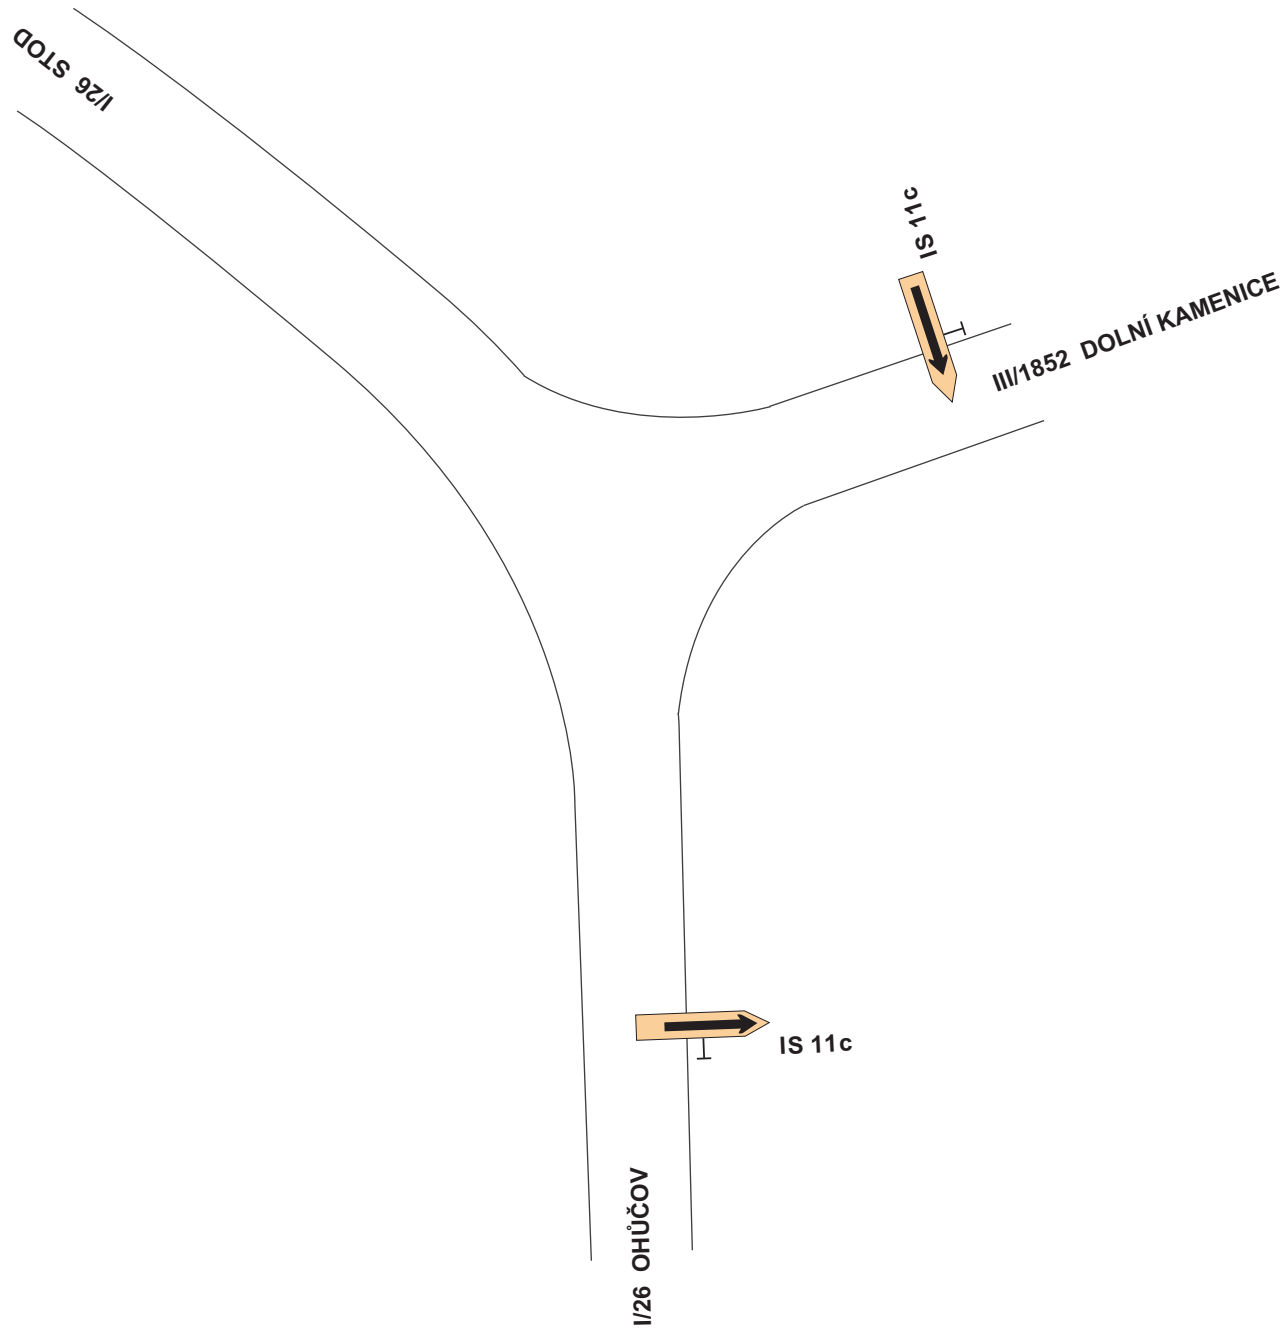 I/26  STOD
IS 11c
III/1852  DOLNÍ KAMENICE
IS 11c
I/26  OHŮČOV